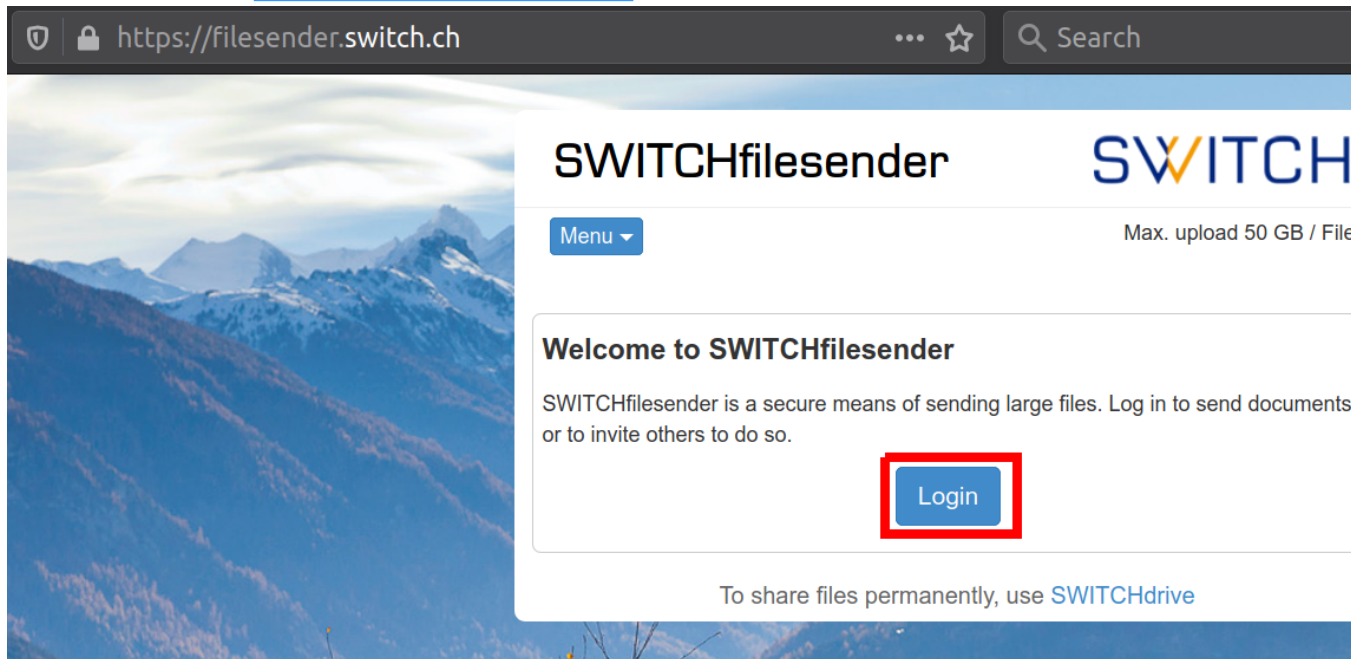 https://filesender.switch.ch
Search
SWITCHfilesender
SWITCH
Menu
Max. upload 50 GB / File
Welcome to SWITCHfilesender
SWITCHfilesender is a secure means of sending large files. Log in to send documents
or to invite others to do so.
Login
To share files permanently, use SWITCHdrive